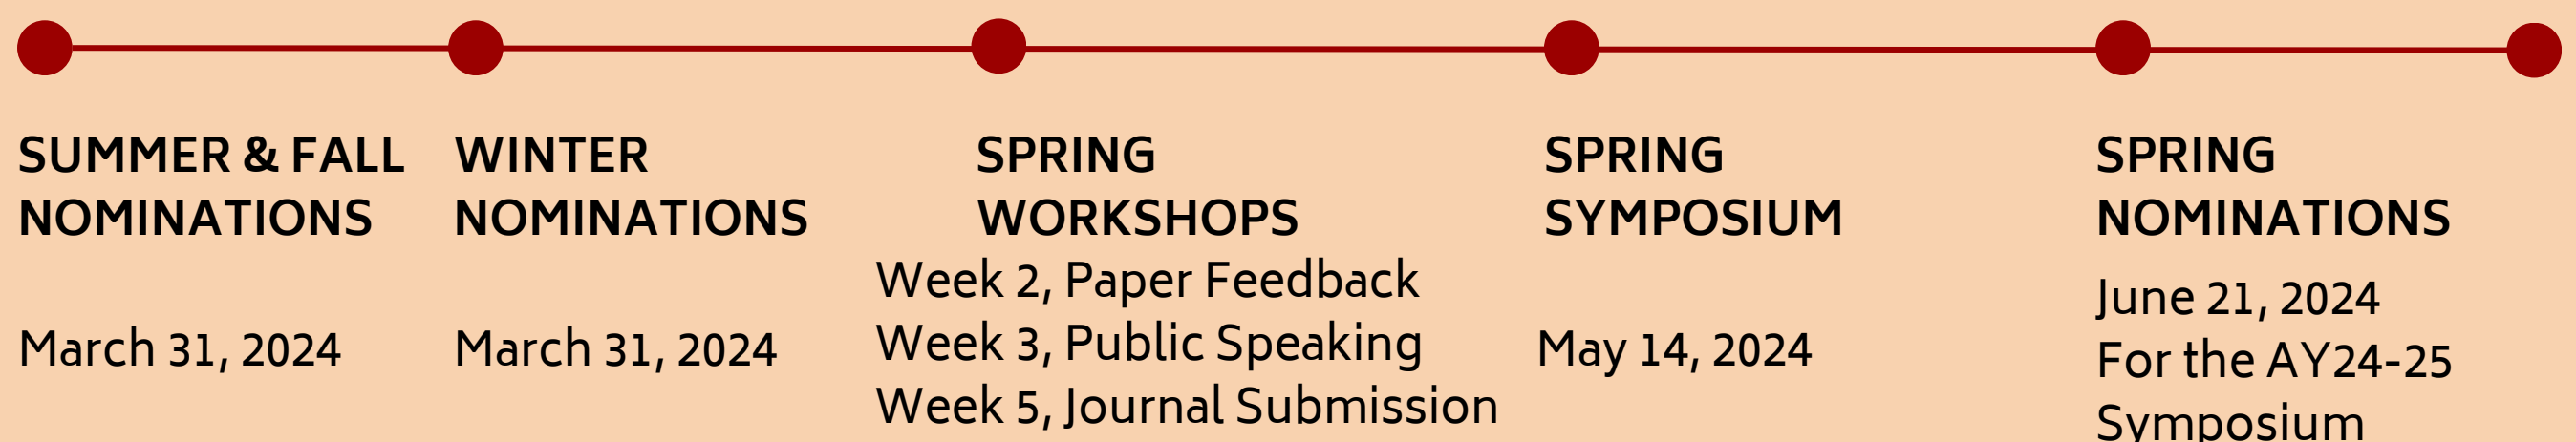 SUMMER & FALL
NOMINATIONS
March 31, 2024
WINTER
NOMINATIONS
March 31, 2024
SPRING
WORKSHOPS
Week 2, Paper Feedback
Week 3, Public Speaking
Week 5, Journal Submission
SPRING
SYMPOSIUM
May 14, 2024
SPRING
NOMINATIONS
June 21, 2024
For the AY24-25
Symposium